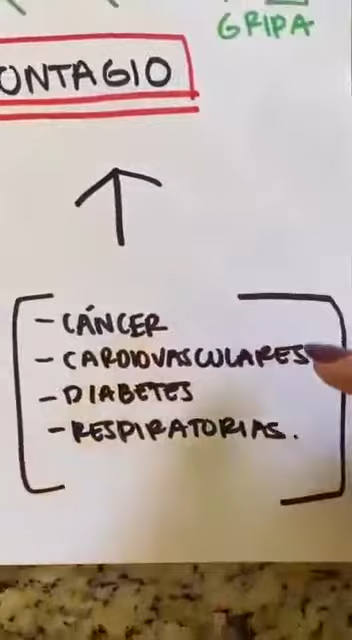 GRIPA
ONTAGIO
- CÁNCER
- CARDIOVASCULARES
- DIABETES
- RESPIRATORIAS.